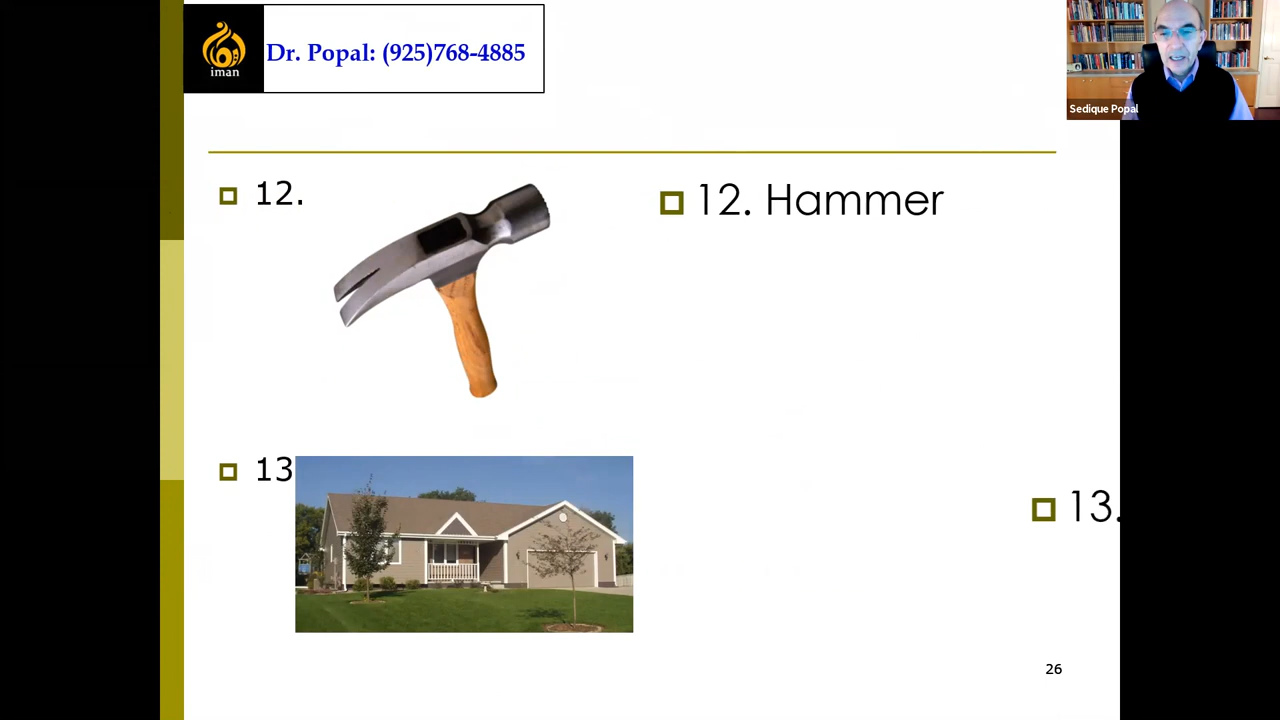 iman
Dr. Popal: (925)768-4885
Sedique Popal
12.
12. Hammer
13
13.
26